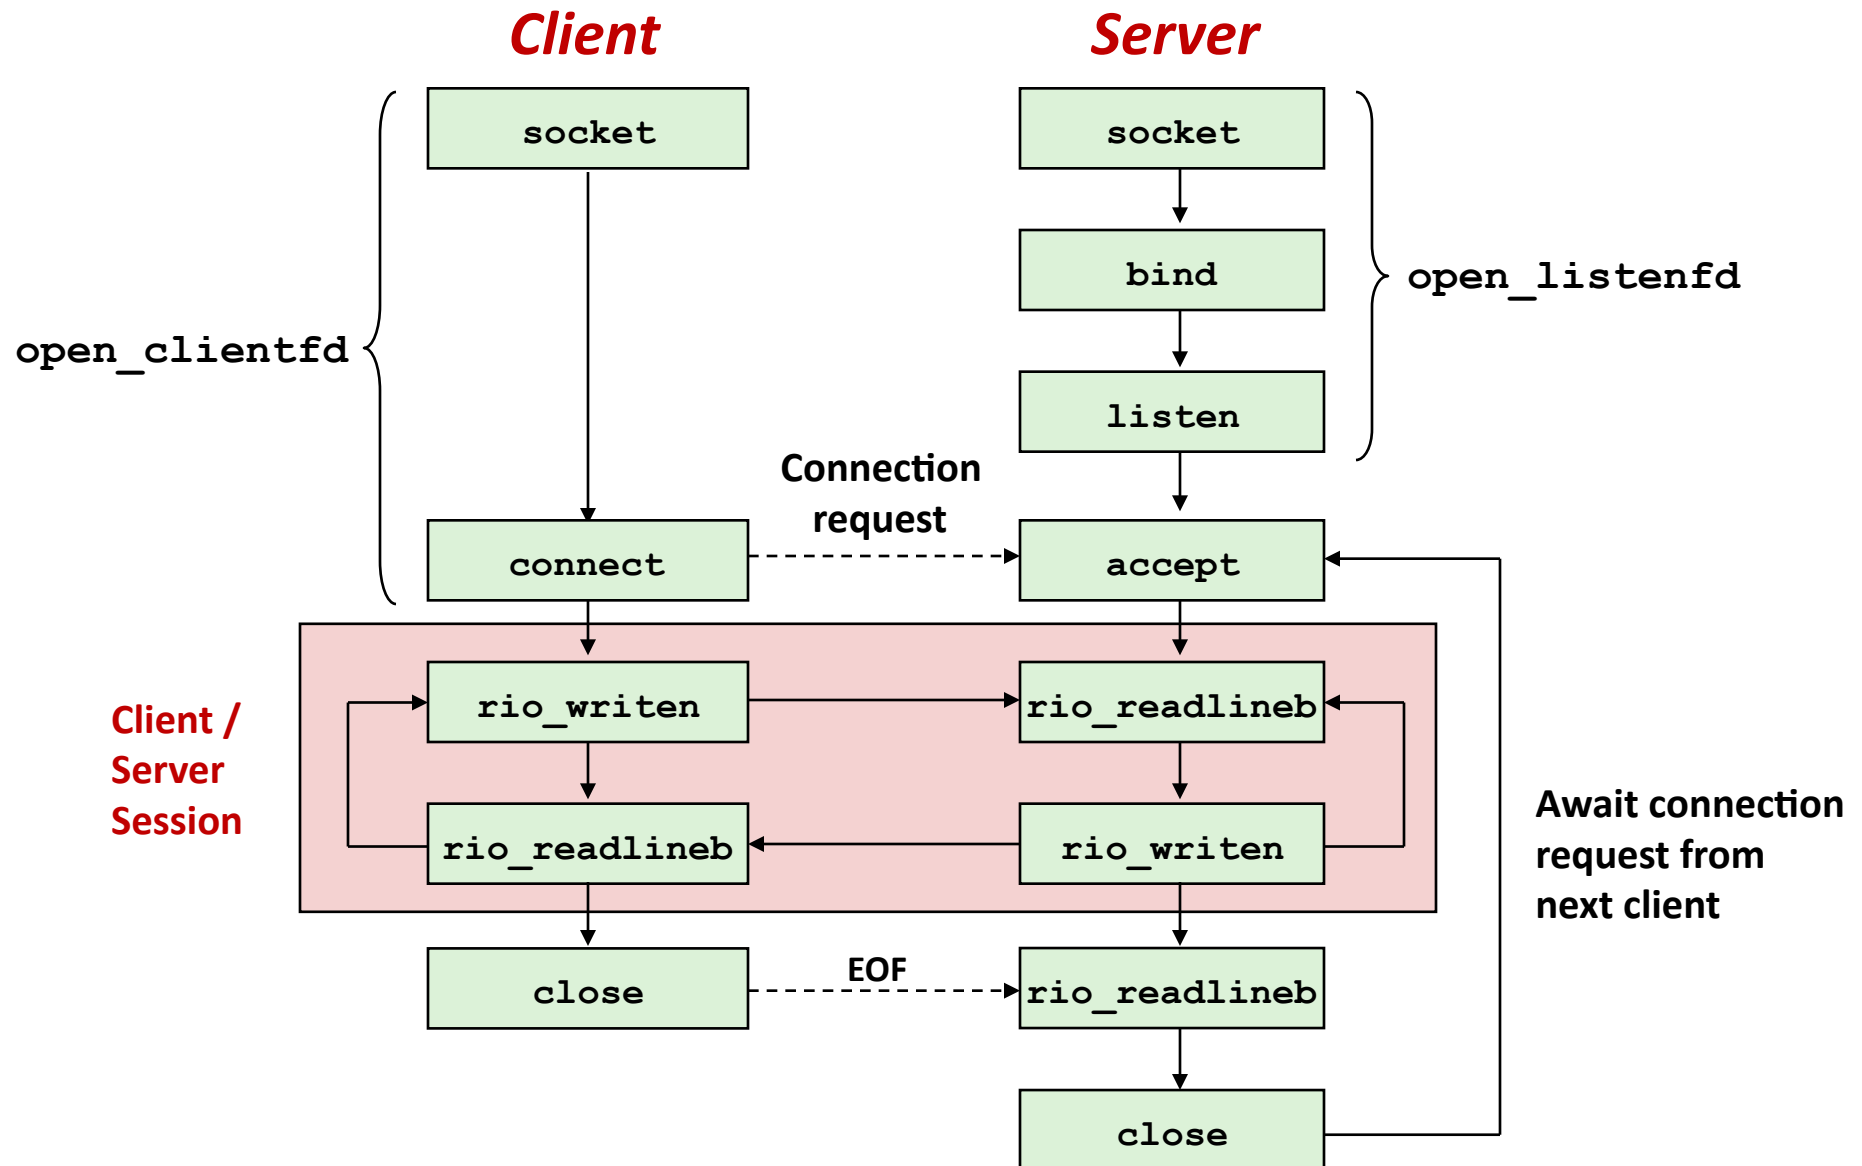 Client
Server
socket
socket
bind
open_listenfd
open_clientfd
listen
Connection
request
connect
accept
Client /
Server
Session
rio_writen
rio_readlineb
rio_readlineb
rio_writen
Await connection
request from
next client
close
EOF
rio_readlineb
close